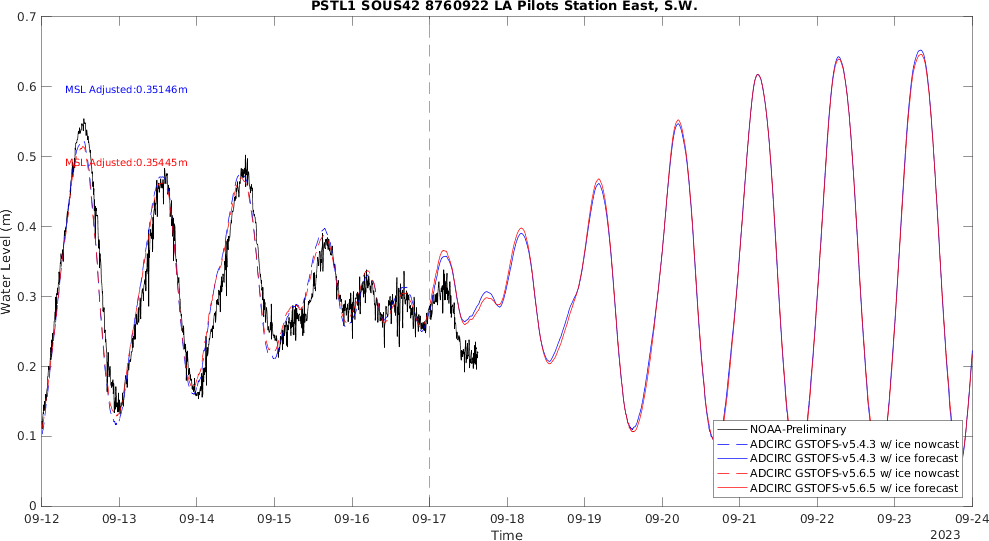 PSTL1 SOUS42 8760922 LA Pilots Station East, S.W.
0.7
0.6
0.5
0.4
0.3
0.2
0.1
0
Water Level (m)
MSL Adjusted:0.35146m
MSL Adjusted:0.35445m
NOAA-Preliminary
ADCIRC GSTOFS-v5.4.3 w/ ice nowcast
ADCIRC GSTOFS-v5.4.3 w/ ice forecast
ADCIRC GSTOFS-v5.6.5 w/ ice nowcast
ADCIRC GSTOFS-v5.6.5 w/ ice forecast
09-12 09-13 09-14 09-15 09-16 09-17 09-18 09-19 09-20 09-21 09-22 09-23 09-24
Time
2023